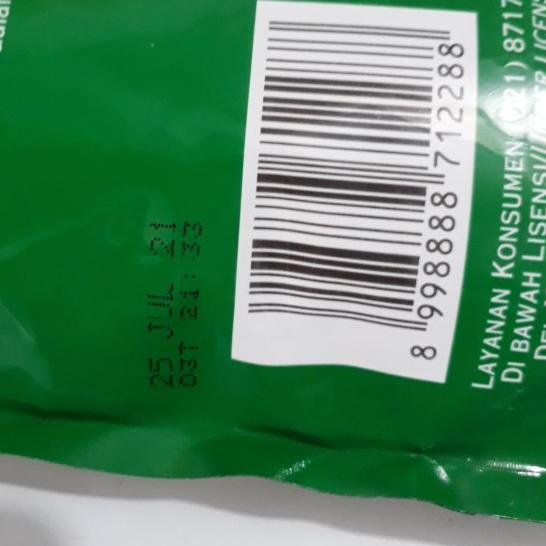 25 JUL 21
03T 21:33
8 998888 712288
LAYANAN KONSUMEN
DI BAWAH LISENSI/